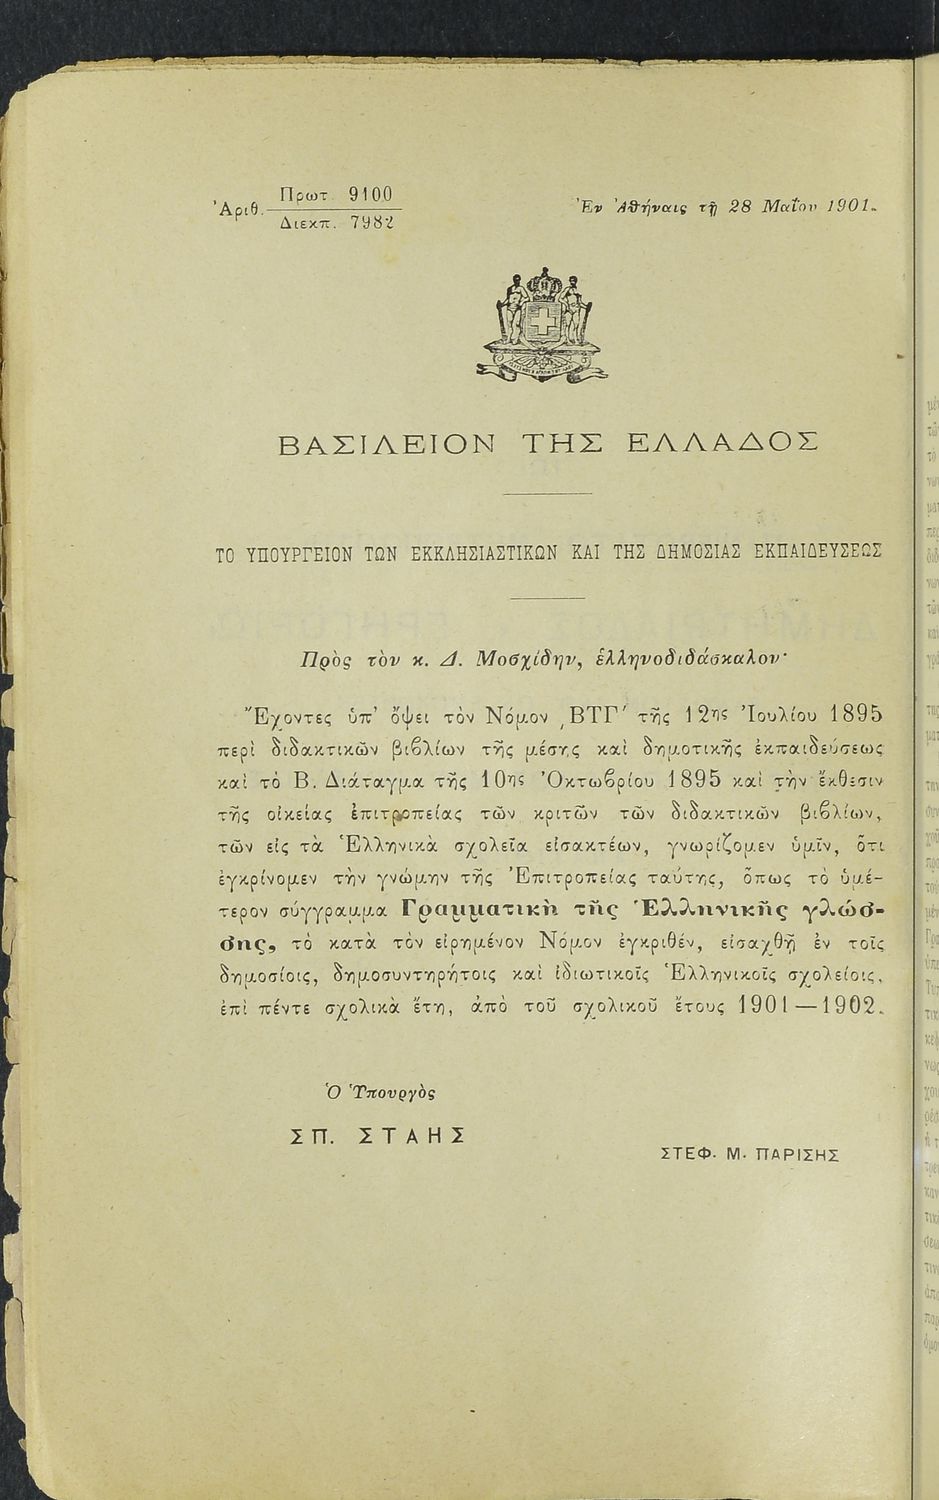 Ἀριθ. Πρωτ. 9100
Διεκπ. 7982
Ἐν Ἀθήναις τῇ 28 Μαΐου 1901.
ΒΑΣΙΛΕΙΟΝ ΤΗΣ ΕΛΛΑΔΟΣ
ΤΟ ΥΠΟΥΡΓΕΙΟΝ ΤΩΝ ΕΚΚΛΗΣΙΑΣΤΙΚΩΝ ΚΑΙ ΤΗΣ ΔΗΜΟΣΙΑΣ ΕΚΠΑΙΔΕΥΣΕΩΣ
Πρὸς τὸν κ. Δ. Μοσχίδην, ἑλληνοδιδάσκαλον·
Ἔχοντες ὑπ’ ὄψει τὸν Νόμον ͵ΒΤΓ′ τῆς 12ης Ἰουλίου 1895
περὶ διδακτικῶν βιβλίων τῆς μέσης καὶ δημοτικῆς ἐκπαιδεύσεως
καὶ τὸ Β. Διάταγμα τῆς 10ης Ὀκτωβρίου 1895 καὶ τὴν ἔκθεσιν
τῆς οἰκείας ἐπιτροπείας τῶν κριτῶν τῶν διδακτικῶν βιβλίων,
τῶν εἰς τὰ Ἑλληνικὰ σχολεῖα εἰσακτέων, γνωρίζομεν ὑμῖν, ὅτι
ἐγκρίνομεν τὴν γνώμην τῆς Ἐπιτροπείας ταύτης, ὅπως τὸ ὑμέ-
τερον σύγγραμμα Γραμματικὴ τῆς Ἑλληνικῆς γλώσ-
σης, τὸ κατὰ τὸν εἰρημένον Νόμον ἐγκριθέν, εἰσαχθῇ ἐν τοῖς
δημοσίοις, δημοσυντηρήτοις καὶ ἰδιωτικοῖς Ἑλληνικοῖς σχολείοις,
ἐπὶ πέντε σχολικὰ ἔτη, ἀπὸ τοῦ σχολικοῦ ἔτους 1901—1902.
Ὁ Ὑπουργὸς
ΣΠ. ΣΤΑΗΣ
ΣΤΕΦ. Μ. ΠΑΡΙΣΗΣ